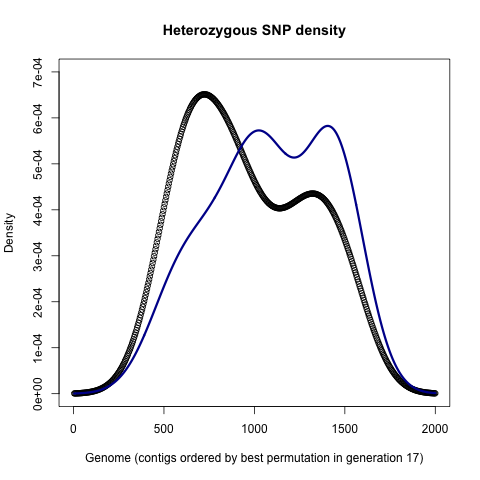 Heterozygous SNP density
7e-04
6e-04
5e-04
4e-04
3e-04
2e-04
1e-04
0e+00
Density
0 500 1000 1500 2000
Genome (contigs ordered by best permutation in generation 17)